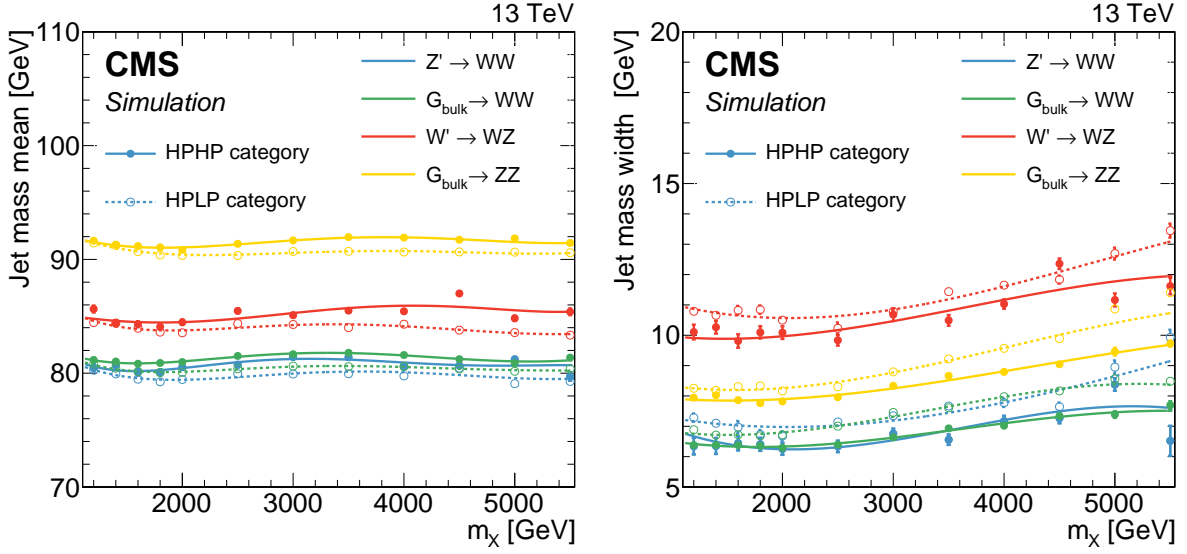 13 TeV
Jet mass mean [GeV]
110
100
90
80
70
CMS
Simulation
Z' → WW
G_bulk → WW
W' → WZ
G_bulk → ZZ
HPHP category
HPLP category
2000 3000 4000 5000
m_X [GeV]
13 TeV
Jet mass width [GeV]
20
15
10
5
CMS
Simulation
Z' → WW
G_bulk → WW
W' → WZ
G_bulk → ZZ
HPHP category
HPLP category
2000 3000 4000 5000
m_X [GeV]